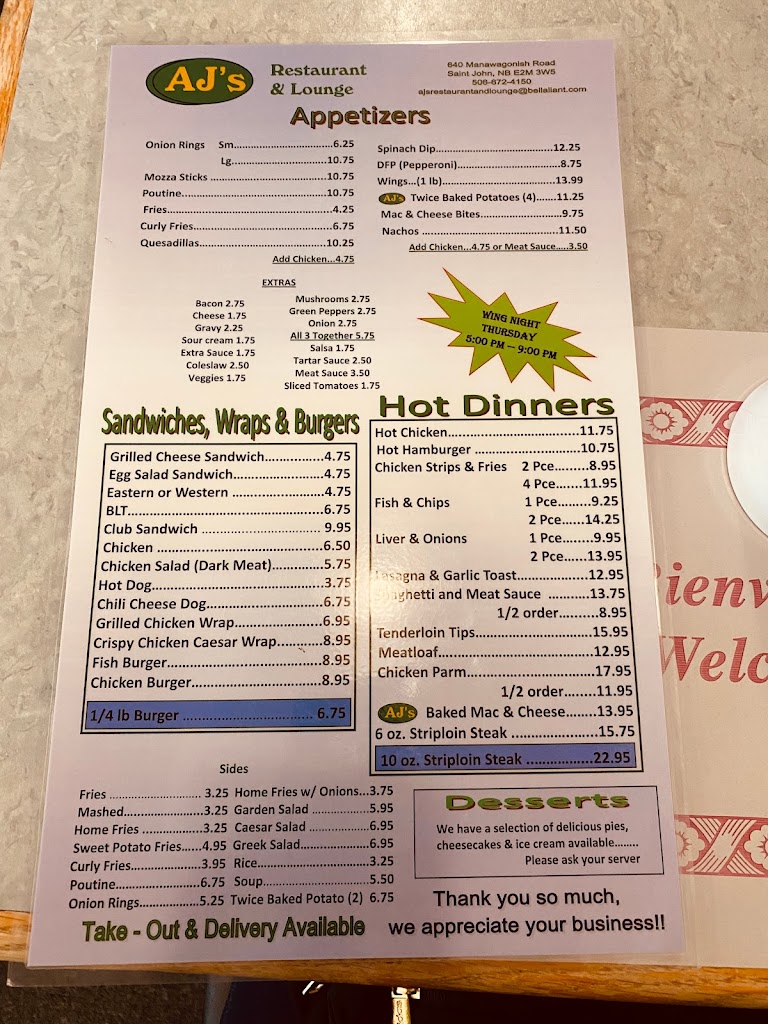 AJ's
Restaurant
& Lounge
640 Manawagonish Road
Saint John, NB E2M 3W5
506-672-4150
ajsrestaurantandlounge@bellaliant.com
Appetizers
Onion Rings Sm.....................6.25
Lg.....................10.75
Mozza Sticks .....................10.75
Poutine.....................10.75
Fries.....................4.25
Curly Fries.....................6.75
Quesadillas.....................10.25
Add Chicken...4.75
Spinach Dip.....................12.25
DFP (Pepperoni).....................8.75
Wings...(1 lb).....................13.99
AJ's Twice Baked Potatoes (4).......11.25
Mac & Cheese Bites.....................9.75
Nachos .....................11.50
Add Chicken...4.75 or Meat Sauce.....3.50
EXTRAS
Bacon 2.75
Cheese 1.75
Gravy 2.25
Sour cream 1.75
Extra Sauce 1.75
Coleslaw 2.50
Veggies 1.75
Mushrooms 2.75
Green Peppers 2.75
Onion 2.75
All 3 Together 5.75
Salsa 1.75
Tartar Sauce 2.50
Meat Sauce 3.50
Sliced Tomatoes 1.75
WING NIGHT
THURSDAY
5:00 PM – 9:00 PM
Sandwiches, Wraps & Burgers
Grilled Cheese Sandwich..............4.75
Egg Salad Sandwich.....................4.75
Eastern or Western .....................4.75
BLT.....................6.75
Club Sandwich ..................... 9.95
Chicken .....................6.50
Chicken Salad (Dark Meat).............5.75
Hot Dog.....................3.75
Chili Cheese Dog.....................6.75
Grilled Chicken Wrap.....................6.95
Crispy Chicken Caesar Wrap...........8.95
Fish Burger.....................8.95
Chicken Burger.....................8.95
1/4 lb Burger ..................... 6.75
Hot Dinners
Hot Chicken.....................11.75
Hot Hamburger .....................10.75
Chicken Strips & Fries 2 Pce.........8.95
4 Pce.......11.95
Fish & Chips 1 Pce.........9.25
2 Pce.......14.25
Liver & Onions 1 Pce.........9.95
2 Pce......13.95
Lasagna & Garlic Toast.................12.95
Spaghetti and Meat Sauce ..........13.75
1/2 order.........8.95
Tenderloin Tips.....................15.95
Meatloaf.....................12.95
Chicken Parm.....................17.95
1/2 order........11.95
AJ's Baked Mac & Cheese........13.95
6 oz. Striploin Steak .....................15.75
10 oz. Striploin Steak .................22.95
Sides
Fries ..................... 3.25
Mashed.....................3.25
Home Fries ...............3.25
Sweet Potato Fries......4.95
Curly Fries.................3.95
Poutine.....................6.75
Onion Rings................5.25
Home Fries w/ Onions...3.75
Garden Salad ...............5.95
Caesar Salad ................6.95
Greek Salad..................6.95
Rice.....................3.25
Soup.....................5.50
Twice Baked Potato (2) 6.75
Take - Out & Delivery Available
Desserts
We have a selection of delicious pies,
cheesecakes & ice cream available........
Please ask your server
Thank you so much,
we appreciate your business!!